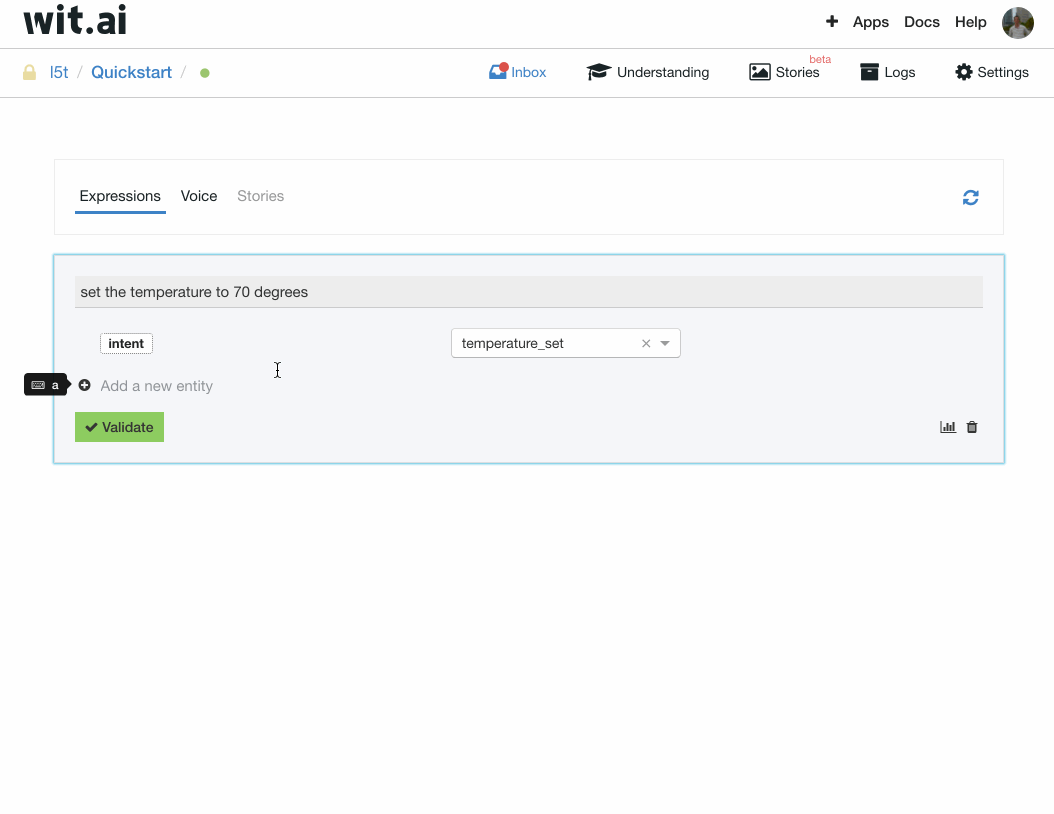 wit.ai
Apps Docs Help
l5t / Quickstart /
Inbox Understanding Stories beta Logs Settings
Expressions Voice Stories
set the temperature to 70 degrees
intent temperature_set
a Add a new entity
Validate